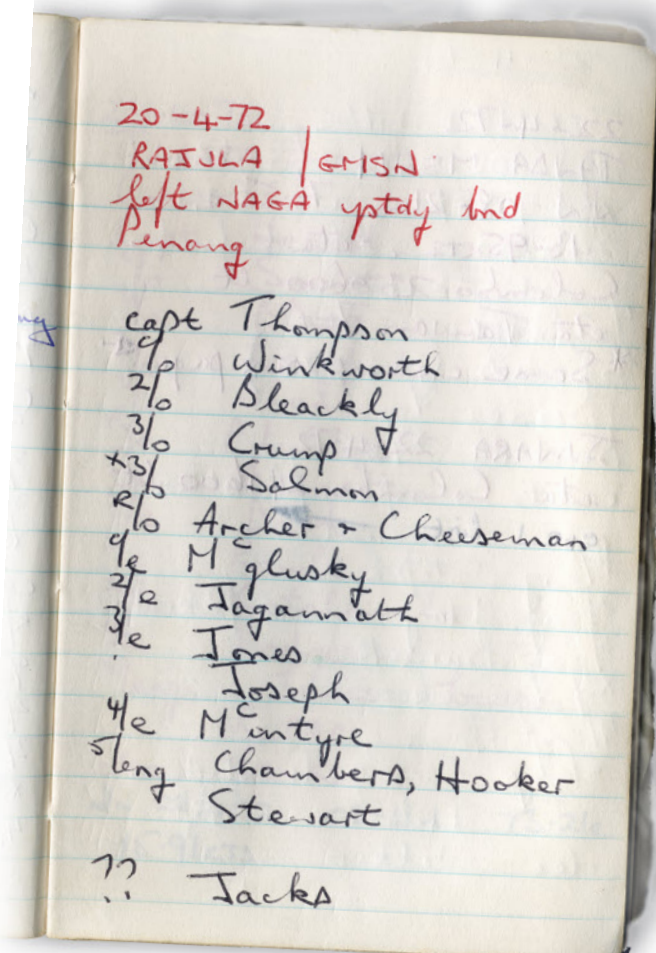 20-4-72
RAJULA / GMSN
left NAGA yptdy bnd
Penang
capt Thompson
c/o Winkworth
2/o Bleackly
3/o Crump
x3/o Salmon
R/o Archer + Cheeseman
c/e Mcglusky
2/e Jagannath
3/e Jones
Joseph
4/e Mcintyre
5/eng Chambers, Hooker
Stewart
?? Jacks